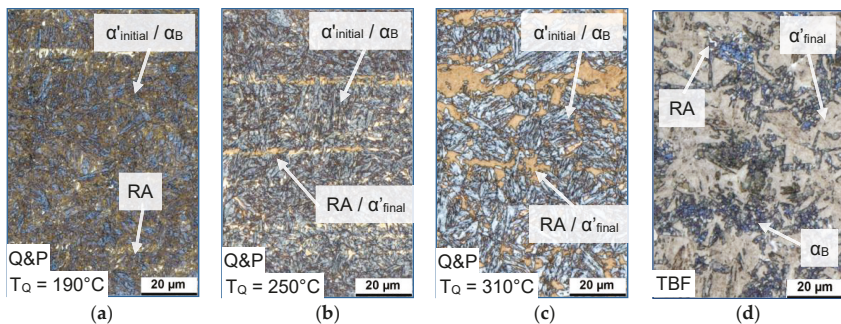 α'initial / αB
RA
Q&P
TQ = 190°C
20 µm
(a)
α'initial / αB
RA / α'final
Q&P
TQ = 250°C
20 µm
(b)
α'initial / αB
RA / α'final
Q&P
TQ = 310°C
20 µm
(c)
α'final
RA
αB
TBF
20 µm
(d)